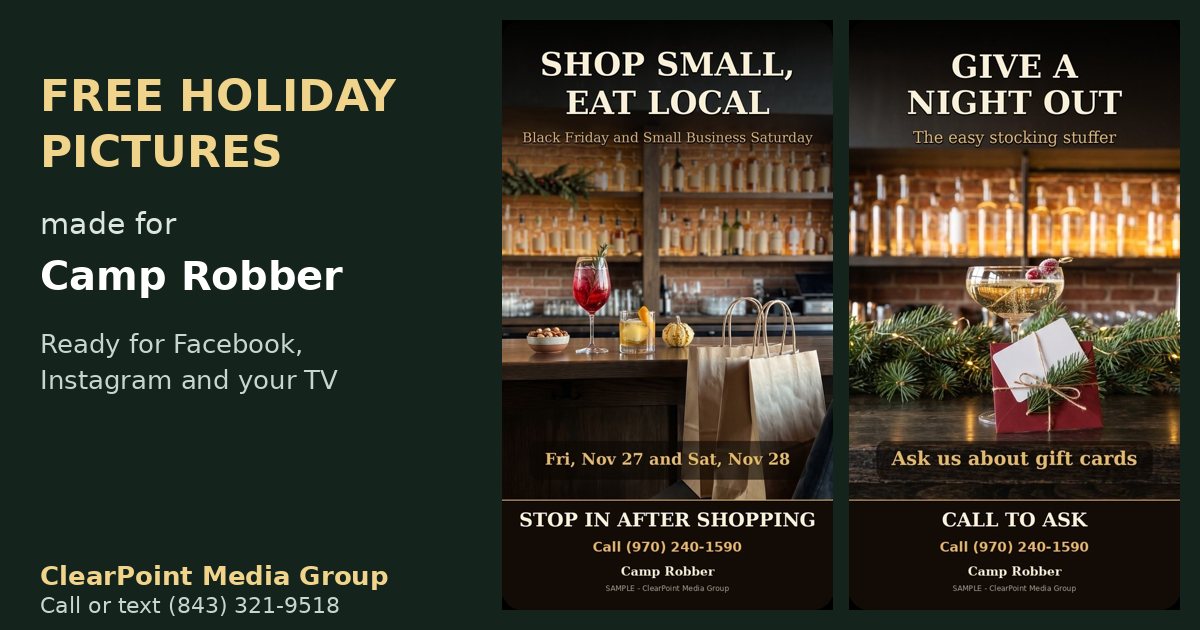 FREE HOLIDAY
PICTURES
made for
Camp Robber
Ready for Facebook,
Instagram and your TV
ClearPoint Media Group
Call or text (843) 321-9518
SHOP SMALL,
EAT LOCAL
Black Friday and Small Business Saturday
Fri, Nov 27 and Sat, Nov 28
STOP IN AFTER SHOPPING
Call (970) 240-1590
Camp Robber
SAMPLE - ClearPoint Media Group
GIVE A
NIGHT OUT
The easy stocking stuffer
Ask us about gift cards
CALL TO ASK
Call (970) 240-1590
Camp Robber
SAMPLE - ClearPoint Media Group